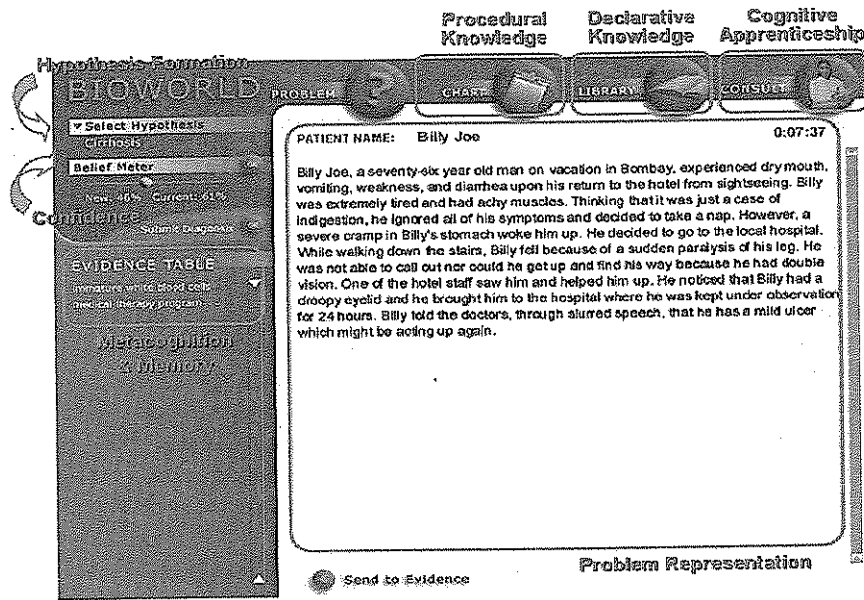 Procedural Knowledge
Declarative Knowledge
Cognitive Apprenticeship
Hypothesis Formation
BIOWORLD
PROBLEM
?
CHART
LIBRARY
CONSULT
Select Hypothesis
Cirrhosis
Belief Meter
Current: 61%
Confidence
Submit Diagnosis
EVIDENCE TABLE
immature white blood cells
medical therapy program
Metacognition
& Memory
PATIENT NAME: Billy Joe 0:07:37
Billy Joe, a seventy-six year old man on vacation in Bombay, experienced dry mouth,
vomiting, weakness, and diarrhea upon his return to the hotel from sightseeing. Billy
was extremely tired and had achy muscles. Thinking that it was just a case of
indigestion, he ignored all of his symptoms and decided to take a nap. However, a
severe cramp in Billy's stomach woke him up. He decided to go to the local hospital.
While walking down the stairs, Billy fell because of a sudden paralysis of his leg. He
was not able to call out nor could he get up and find his way because he had double
vision. One of the hotel staff saw him and helped him up. He noticed that Billy had a
droopy eyelid and he brought him to the hospital where he was kept under observation
for 24 hours. Billy told the doctors, through slurred speech, that he has a mild ulcer
which might be acting up again.
Send to Evidence
Problem Representation